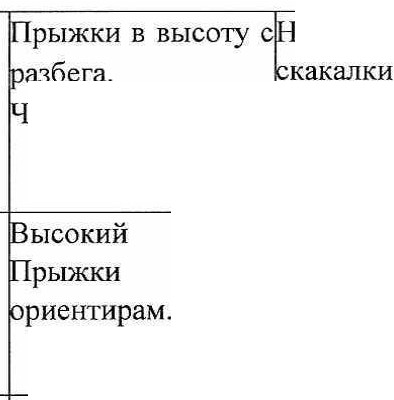 Прыжки в высоту с
разбега.
Ч
Н
скакалки
Высокий
Прыжки
ориентирам.